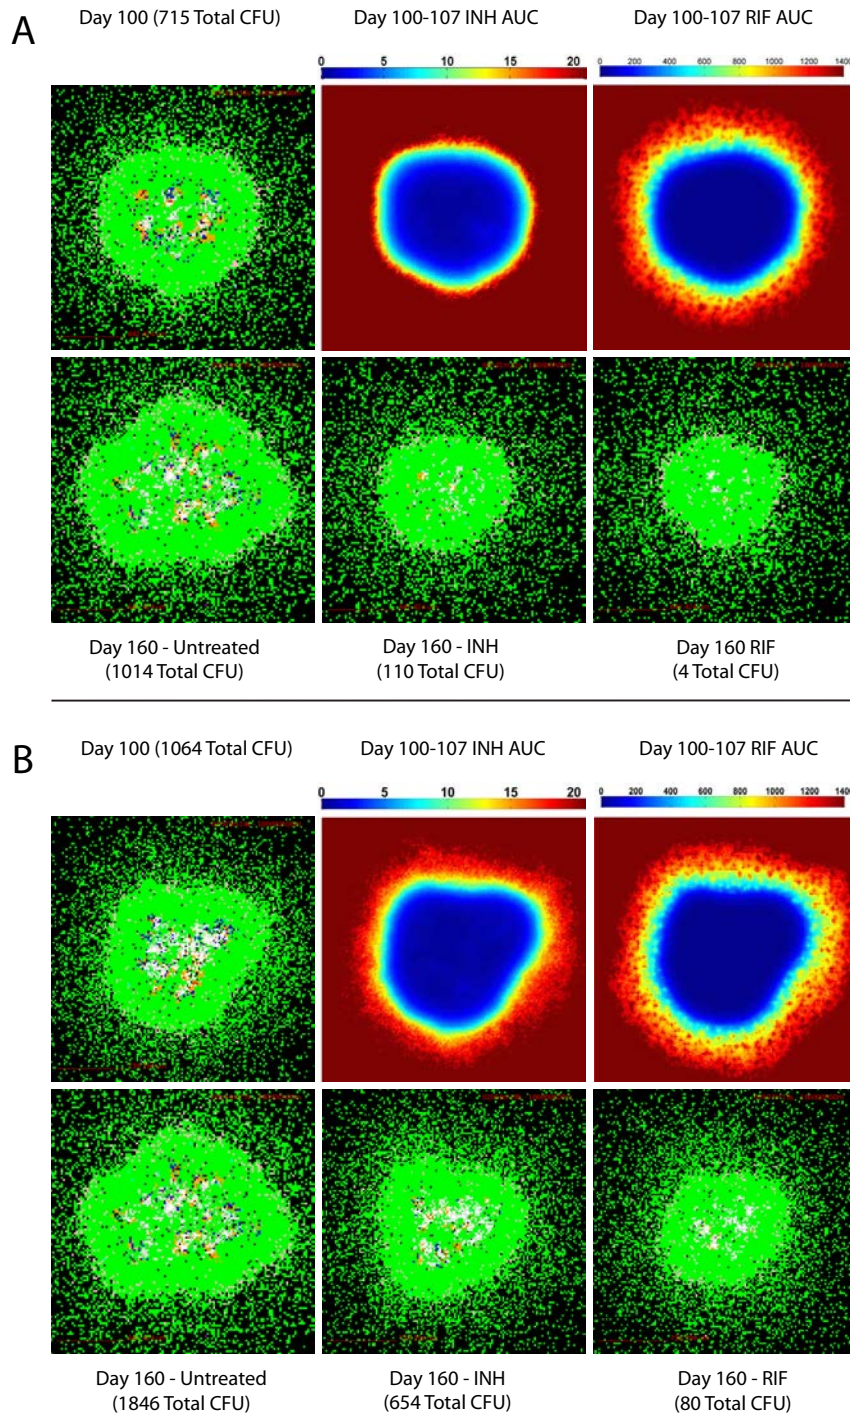 A
Day 100 (715 Total CFU)
Day 100-107 INH AUC
Day 100-107 RIF AUC
0 5 10 15 20
0 200 400 600 800 1000 1200 1400
Day 160 - Untreated
(1014 Total CFU)
Day 160 - INH
(110 Total CFU)
Day 160 RIF
(4 Total CFU)
B
Day 100 (1064 Total CFU)
Day 100-107 INH AUC
Day 100-107 RIF AUC
0 5 10 15 20
0 200 400 600 800 1000 1200
Day 160 - Untreated
(1846 Total CFU)
Day 160 - INH
(654 Total CFU)
Day 160 - RIF
(80 Total CFU)